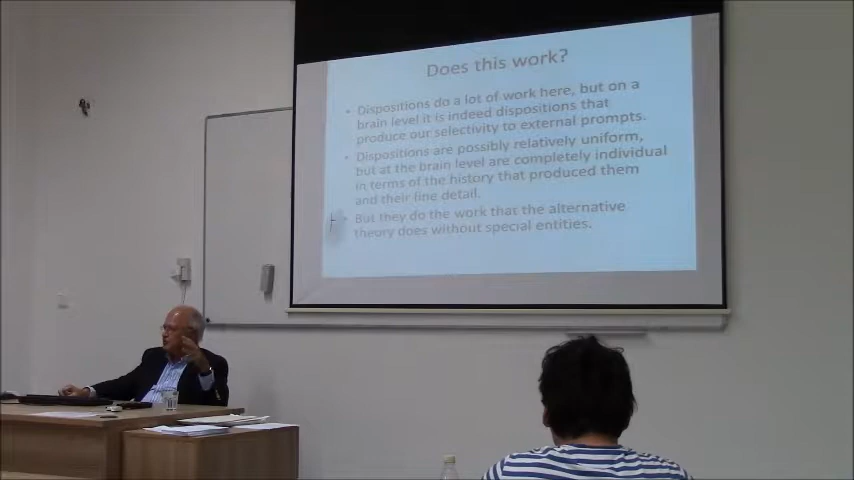 Does this work?
• Dispositions do a lot of work here, but on a
brain level it is indeed dispositions that
produce our selectivity to external prompts.
• Dispositions are possibly relatively uniform,
but at the brain level are completely individual
in terms of the history that produced them
and their fine detail.
• But they do the work that the alternative
theory does without special entities.